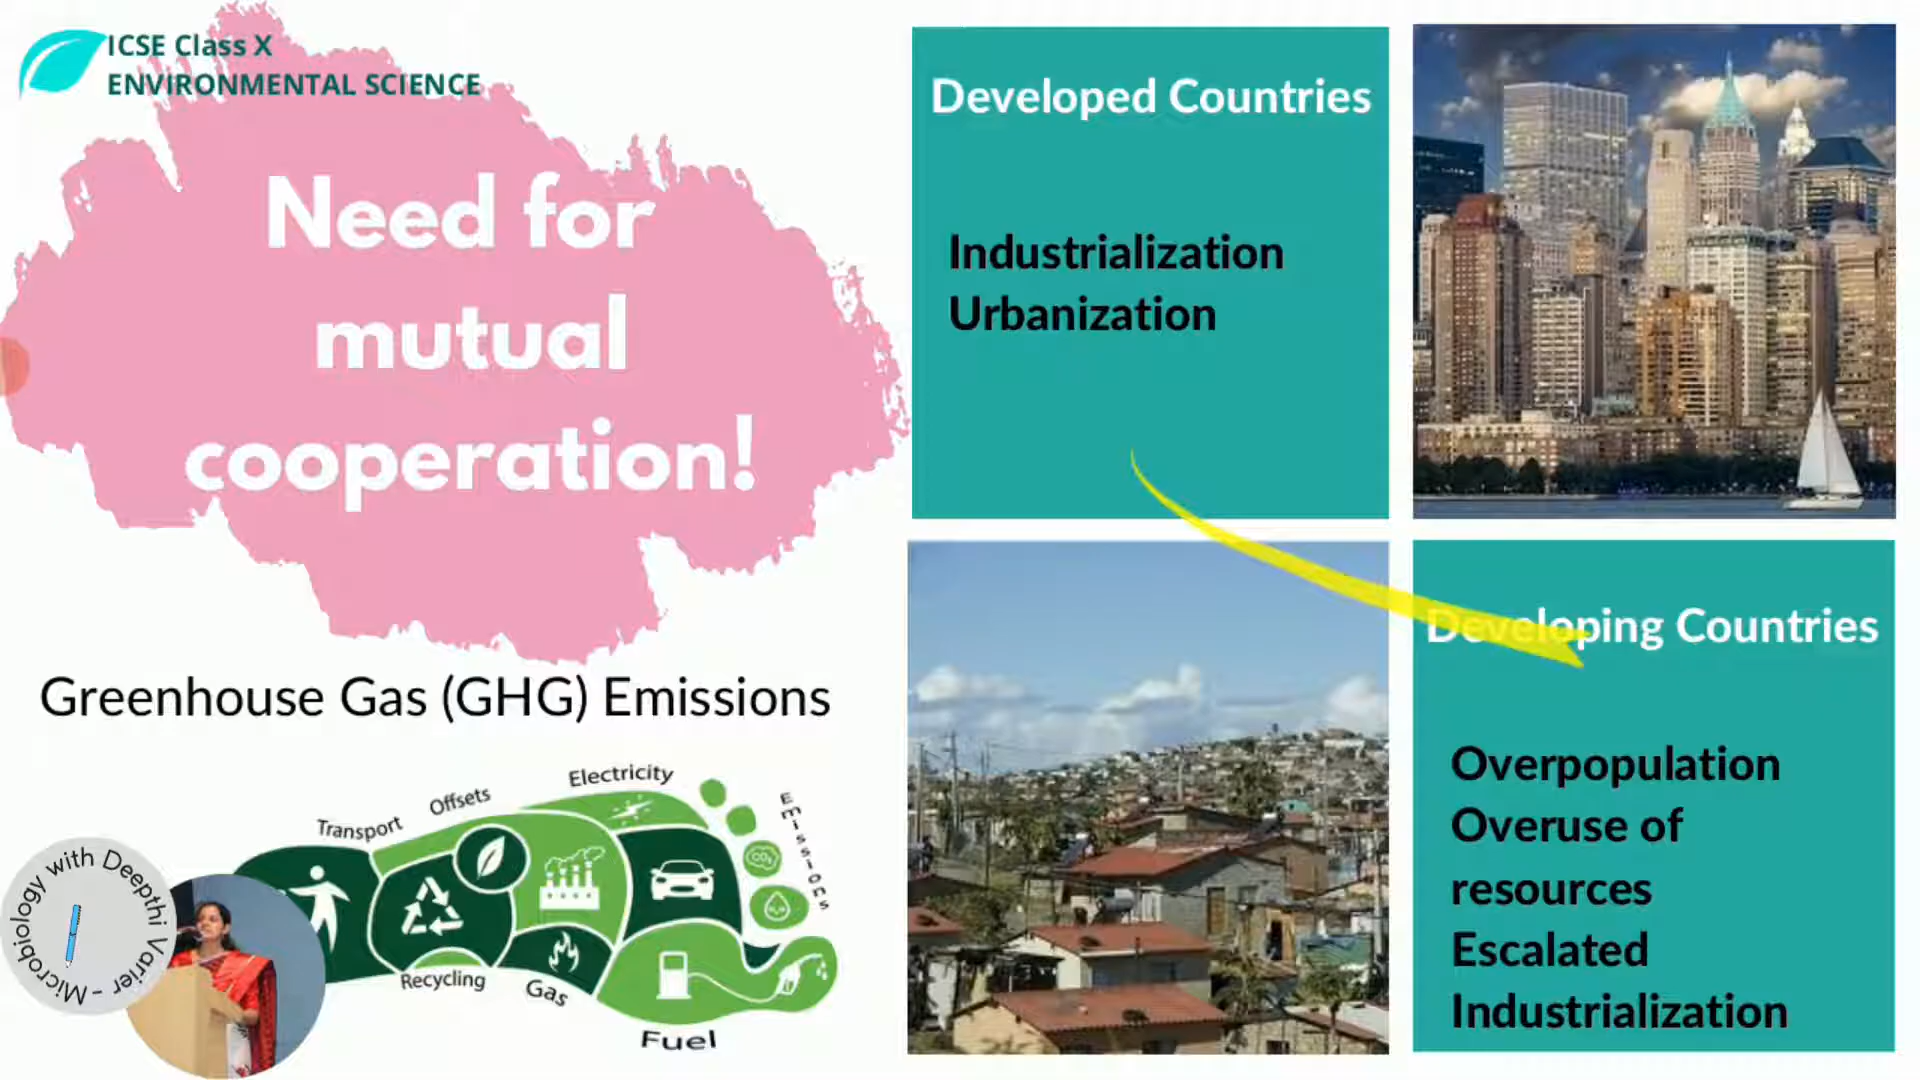 ICSE Class X
ENVIRONMENTAL SCIENCE
Need for
mutual
cooperation!
Developed Countries
Industrialization
Urbanization
Developing Countries
Overpopulation
Overuse of
resources
Escalated
Industrialization
Greenhouse Gas (GHG) Emissions
Transport
Offsets
Electricity
Emissions
CO₂
Recycling
Gas
Fuel
Microbiology with Deepthi Varier -